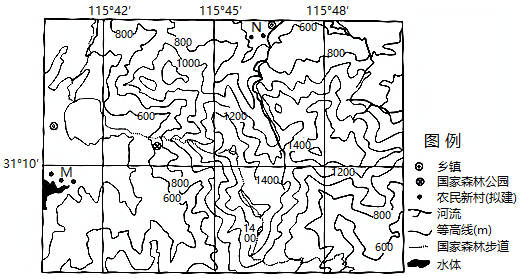 115°42′ 115°45′ 115°48′
N 600
800 800 800
1000
600 1200
1400
31°10′ 1200
M 800 1400
600 800
14
00 600
图例
乡镇
国家森林公园
农民新村(拟建)
河流
等高线(m)
国家森林步道
水体